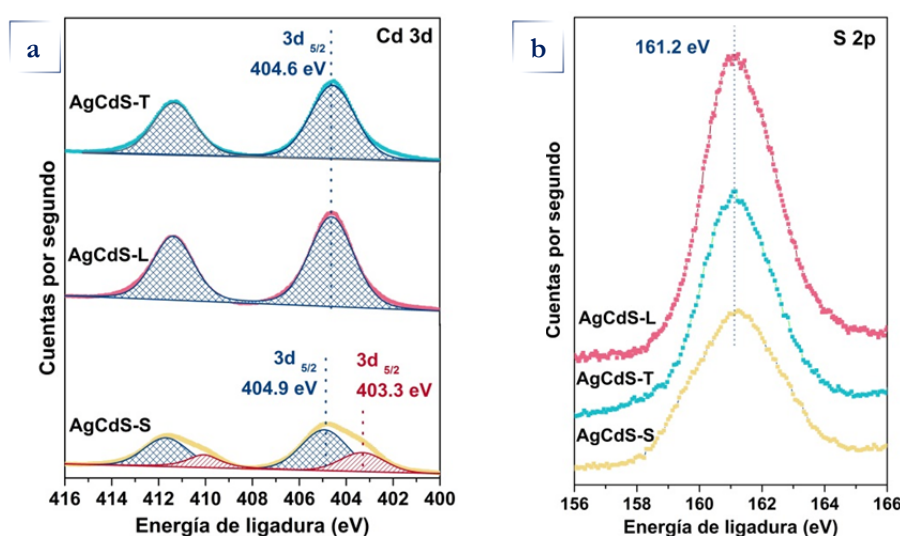 a
Cd 3d
3d 5/2
404.6 eV
AgCdS-T
AgCdS-L
3d 5/2
404.9 eV
3d 5/2
403.3 eV
AgCdS-S
Cuentas por segundo
416 414 412 410 408 406 404 402 400
Energía de ligadura (eV)
b
161.2 eV
S 2p
AgCdS-L
AgCdS-T
AgCdS-S
Cuentas por segundo
156 158 160 162 164 166
Energía de ligadura (eV)